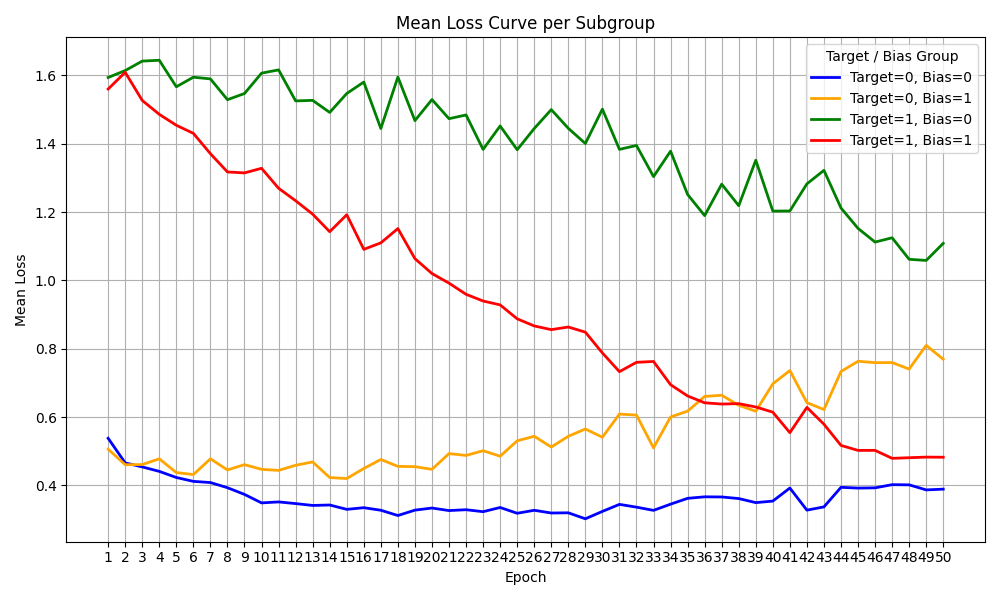 Mean Loss Curve per Subgroup
Target / Bias Group
Target=0, Bias=0
Target=0, Bias=1
Target=1, Bias=0
Target=1, Bias=1
Mean Loss
1.6
1.4
1.2
1.0
0.8
0.6
0.4
1 2 3 4 5 6 7 8 9 10 11 12 13 14 15 16 17 18 19 20 21 22 23 24 25 26 27 28 29 30 31 32 33 34 35 36 37 38 39 40 41 42 43 44 45 46 47 48 49 50
Epoch